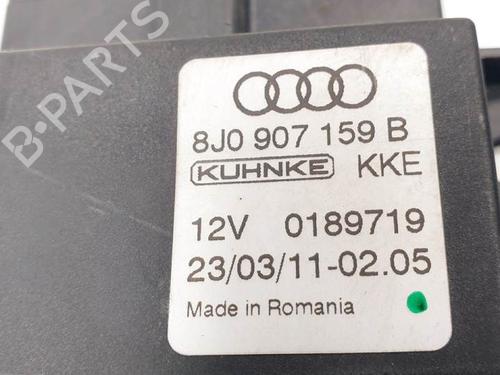 B-PARTS
8J0 907 159 B
KUHNKE KKE
12V 0189719
23/03/11-02.05
Made in Romania